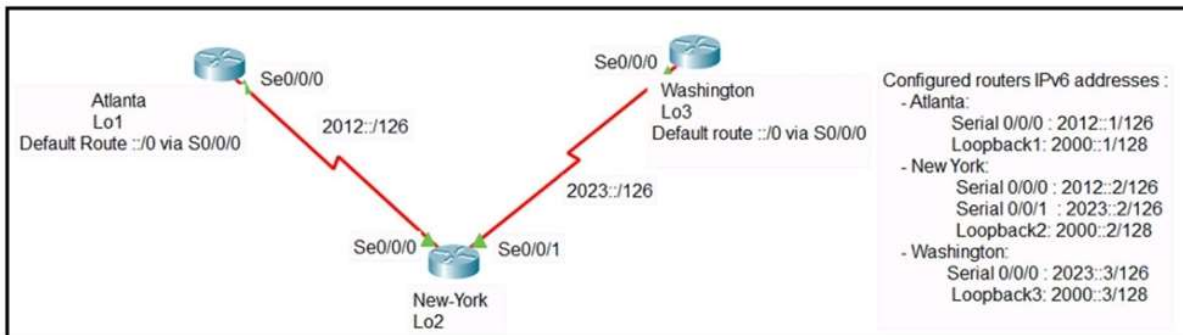 Se0/0/0
Atlanta
Lo1
Default Route ::/0 via S0/0/0
2012::/126
Se0/0/0
Washington
Lo3
Default route ::/0 via S0/0/0
2023::/126
Se0/0/0
Se0/0/1
New-York
Lo2
Configured routers IPv6 addresses :
- Atlanta:
Serial 0/0/0 : 2012::1/126
Loopback1: 2000::1/128
- New York:
Serial 0/0/0 : 2012::2/126
Serial 0/0/1 : 2023::2/126
Loopback2: 2000::2/128
- Washington:
Serial 0/0/0 : 2023::3/126
Loopback3: 2000::3/128